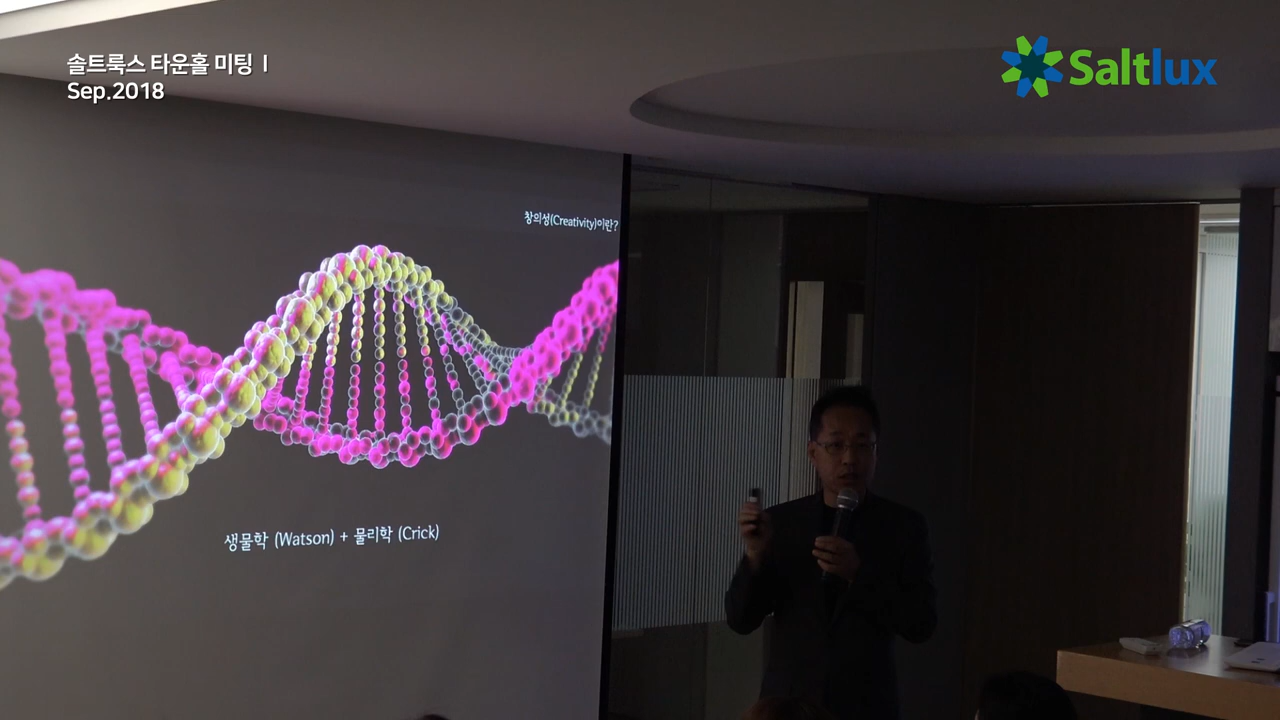 솔트룩스 타운홀 미팅 I
Sep.2018
Saltlux
창의성(Creativity)이란?
생물학 (Watson) + 물리학 (Crick)